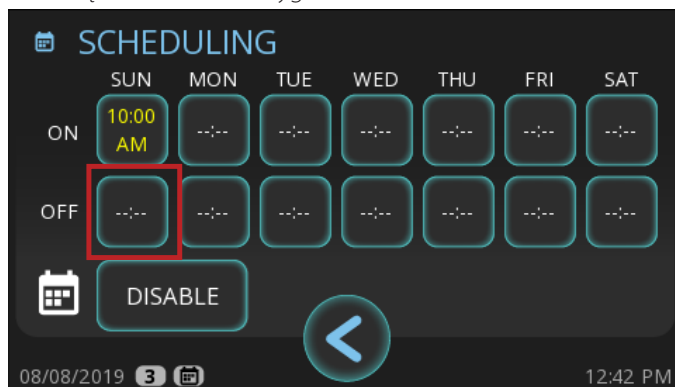 SCHEDULING
SUN MON TUE WED THU FRI SAT
ON 10:00 AM --:-- --:-- --:-- --:-- --:-- --:--
OFF --:-- --:-- --:-- --:-- --:-- --:-- --:--
DISABLE
08/08/2019 3 12:42 PM